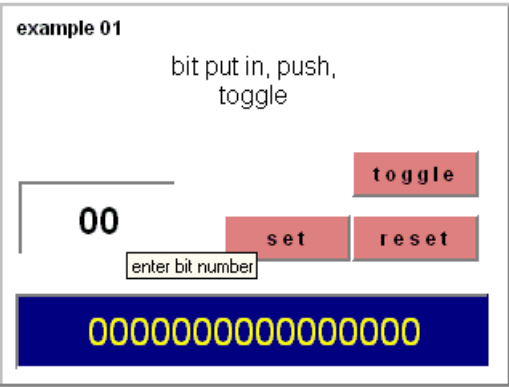 example 01
bit put in, push,
toggle
toggle
00
set
reset
enter bit number
0000000000000000